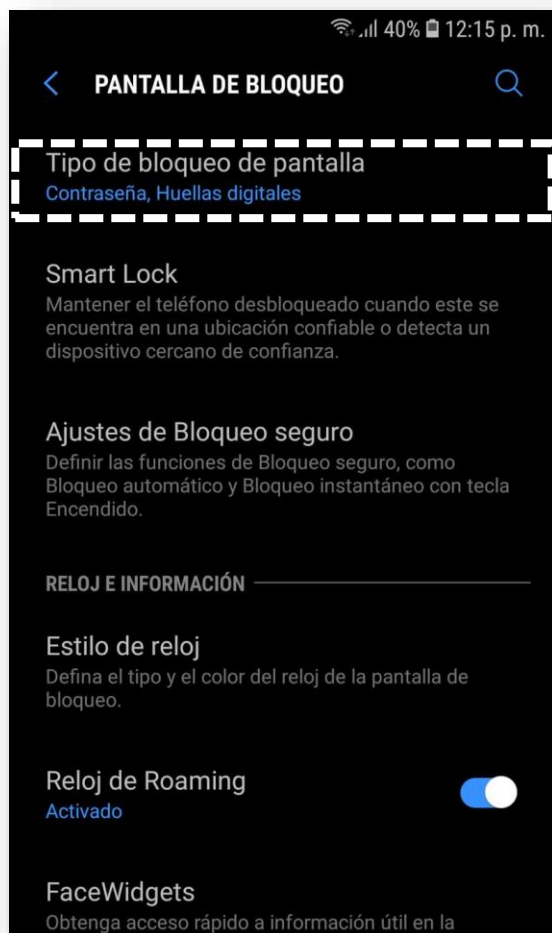 40% 12:15 p. m.
PANTALLA DE BLOQUEO
Tipo de bloqueo de pantalla
Contraseña, Huellas digitales
Smart Lock
Mantener el teléfono desbloqueado cuando este se
encuentra en una ubicación confiable o detecta un
dispositivo cercano de confianza.
Ajustes de Bloqueo seguro
Definir las funciones de Bloqueo seguro, como
Bloqueo automático y Bloqueo instantáneo con tecla
Encendido.
RELOJ E INFORMACIÓN
Estilo de reloj
Defina el tipo y el color del reloj de la pantalla de
bloqueo.
Reloj de Roaming
Activado
FaceWidgets
Obtenga acceso rápido a información útil en la